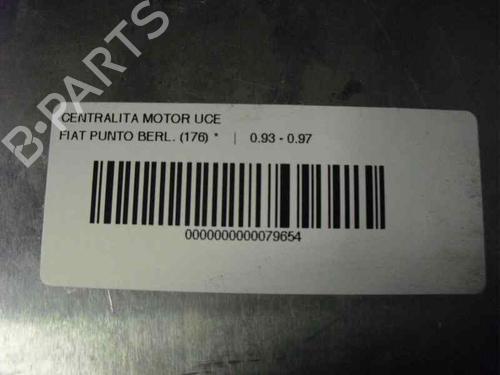 B-PARTS
CENTRALITA MOTOR UCE
FIAT PUNTO BERL. (176) * | 0.93 - 0.97
0000000000079654